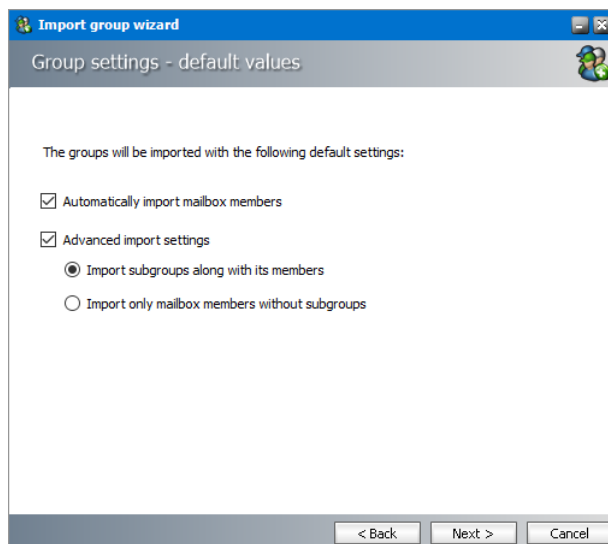 Import group wizard
Group settings - default values
The groups will be imported with the following default settings:
Automatically import mailbox members
Advanced import settings
Import subgroups along with its members
Import only mailbox members without subgroups
< Back Next > Cancel